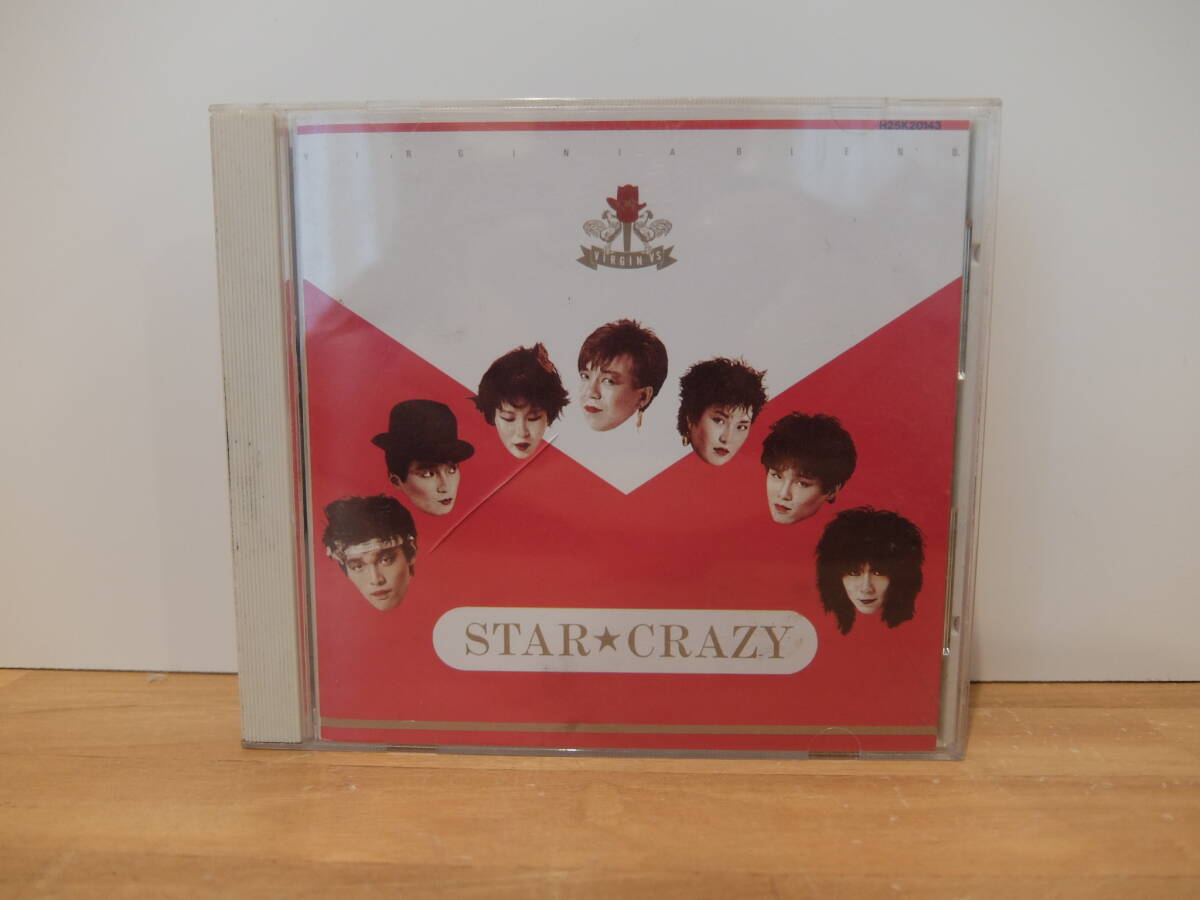 H25K20143
VIRGINIA BLEND
VIRGIN VS
STAR★CRAZY